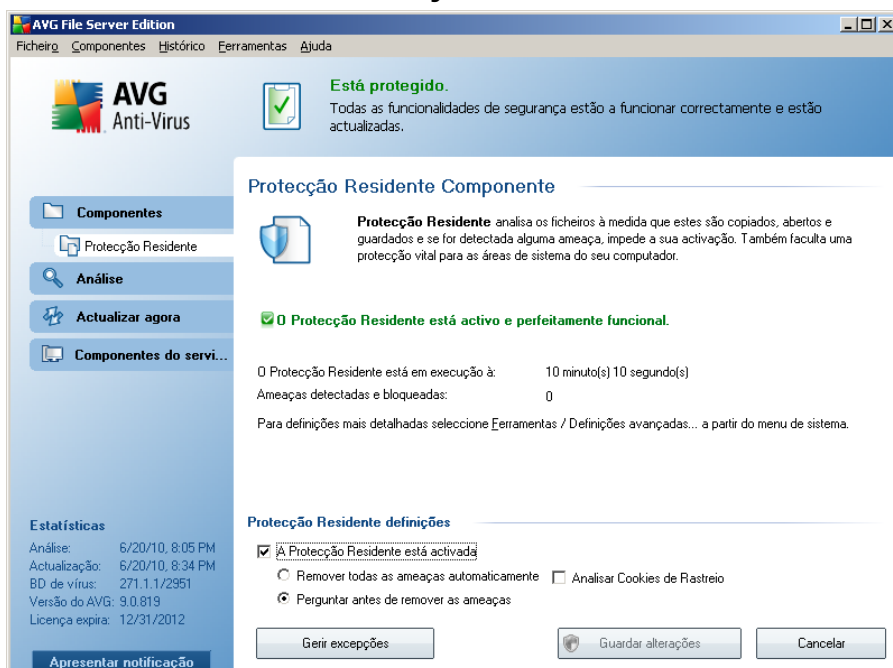 AVG File Server Edition
Ficheiro Componentes Histórico Ferramentas Ajuda
AVG
Anti-Virus
Está protegido.
Todas as funcionalidades de segurança estão a funcionar correctamente e estão
actualizadas.
Componentes
Protecção Residente
Análise
Actualizar agora
Componentes do servi...
Protecção Residente Componente
Protecção Residente analisa os ficheiros à medida que estes são copiados, abertos e
guardados e se for detectada alguma ameaça, impede a sua activação. Também faculta uma
protecção vital para as áreas de sistema do seu computador.
O Protecção Residente está activo e perfeitamente funcional.
O Protecção Residente está em execução à: 10 minuto(s) 10 segundo(s)
Ameaças detectadas e bloqueadas: 0
Para definições mais detalhadas seleccione Ferramentas / Definições avançadas... a partir do menu de sistema.
Estatísticas
Análise: 6/20/10, 8:05 PM
Actualização: 6/20/10, 8:34 PM
BD de vírus: 271.1.1/2951
Versão do AVG: 9.0.819
Licença expira: 12/31/2012
Apresentar notificação
Protecção Residente definições
A Protecção Residente está activada
Remover todas as ameaças automaticamente Analisar Cookies de Rastreio
Perguntar antes de remover as ameaças
Gerir excepções Guardar alterações Cancelar